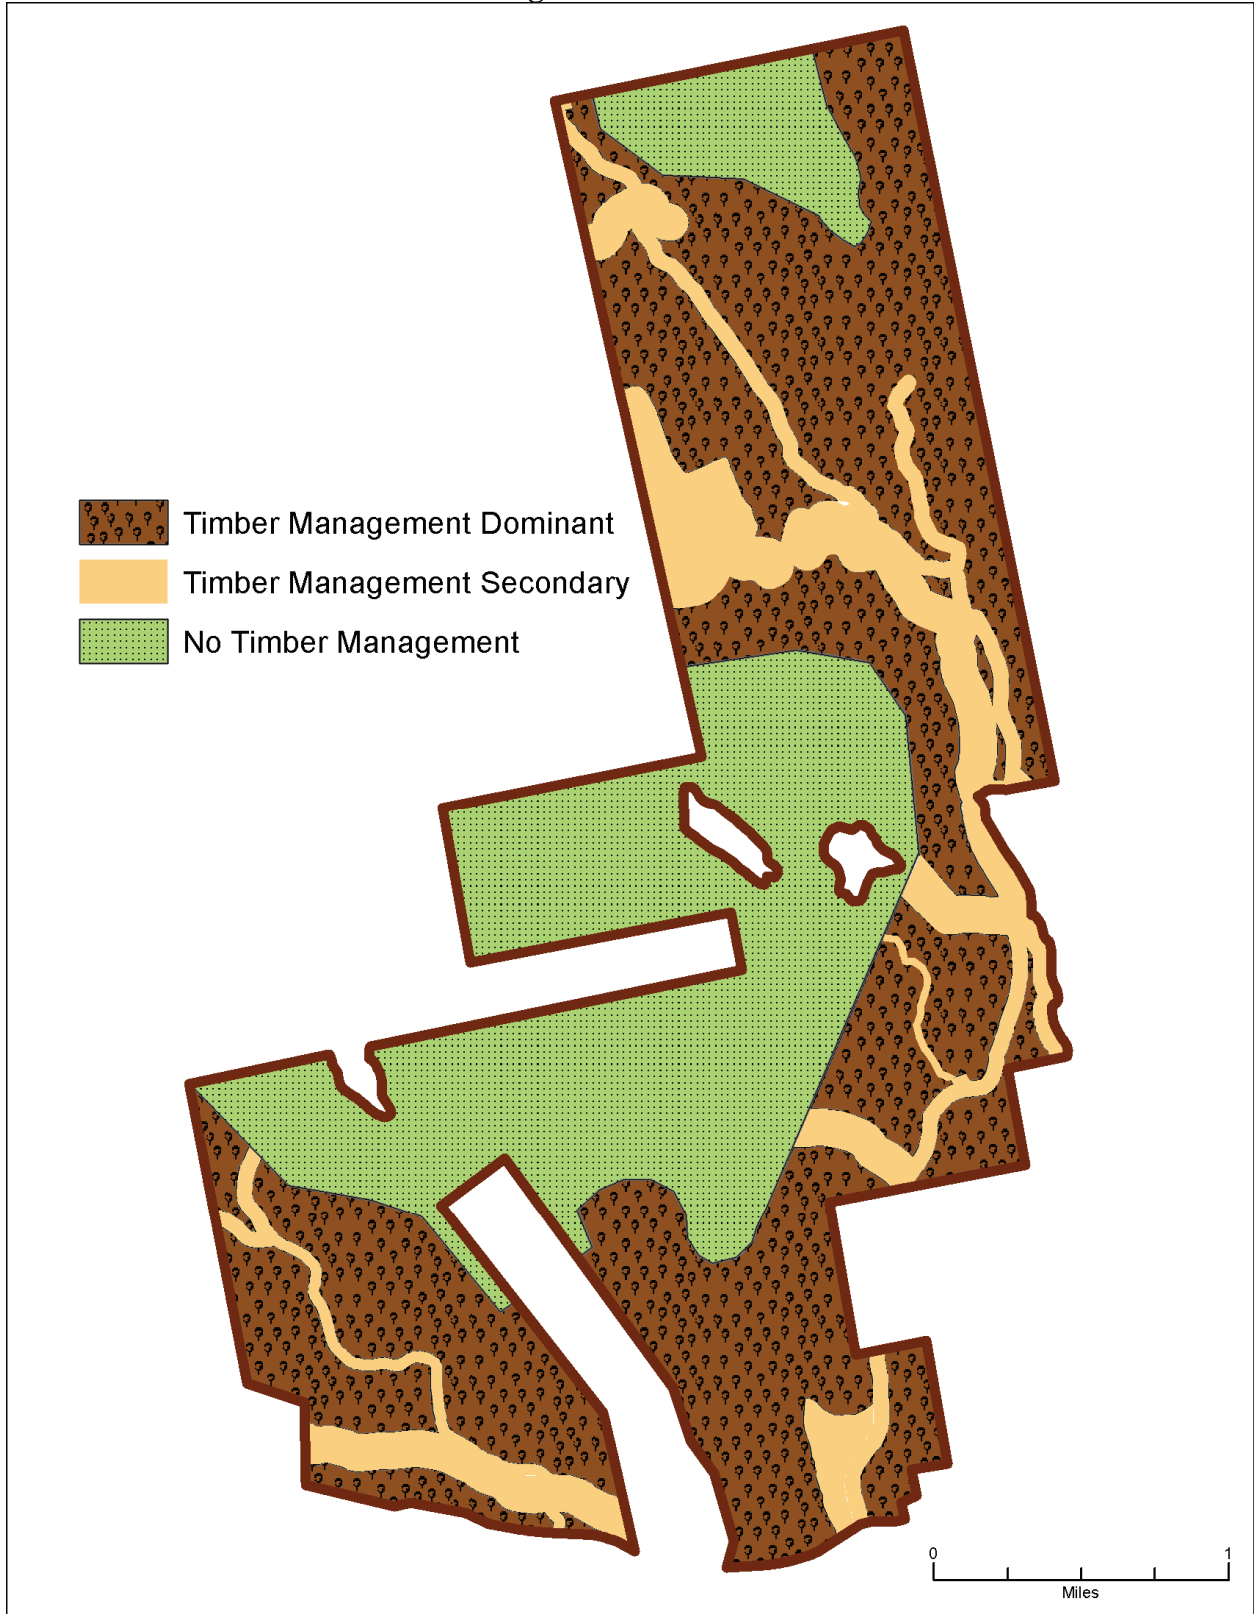 Timber Management Dominant
Timber Management Secondary
No Timber Management
0 1
Miles